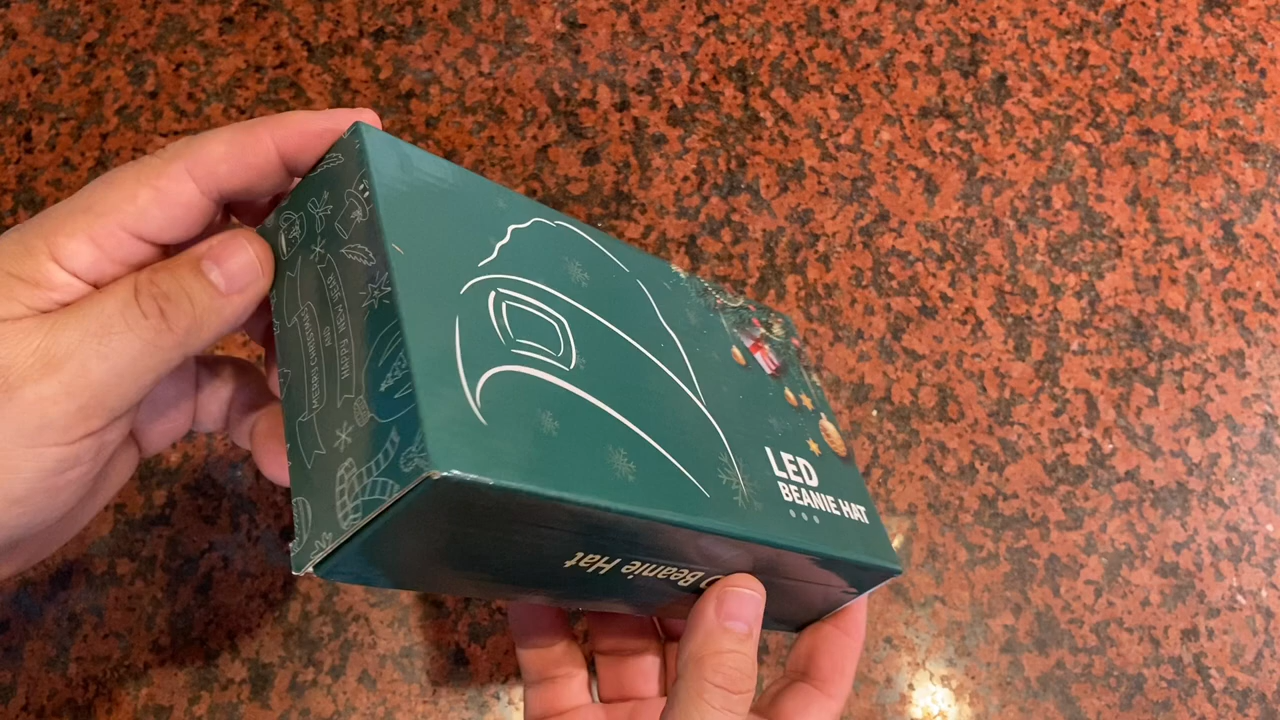 LED
BEANIE HAT
Beanie Hat
MERRY CHRISTMAS
AND
HAPPY NEW YEAR